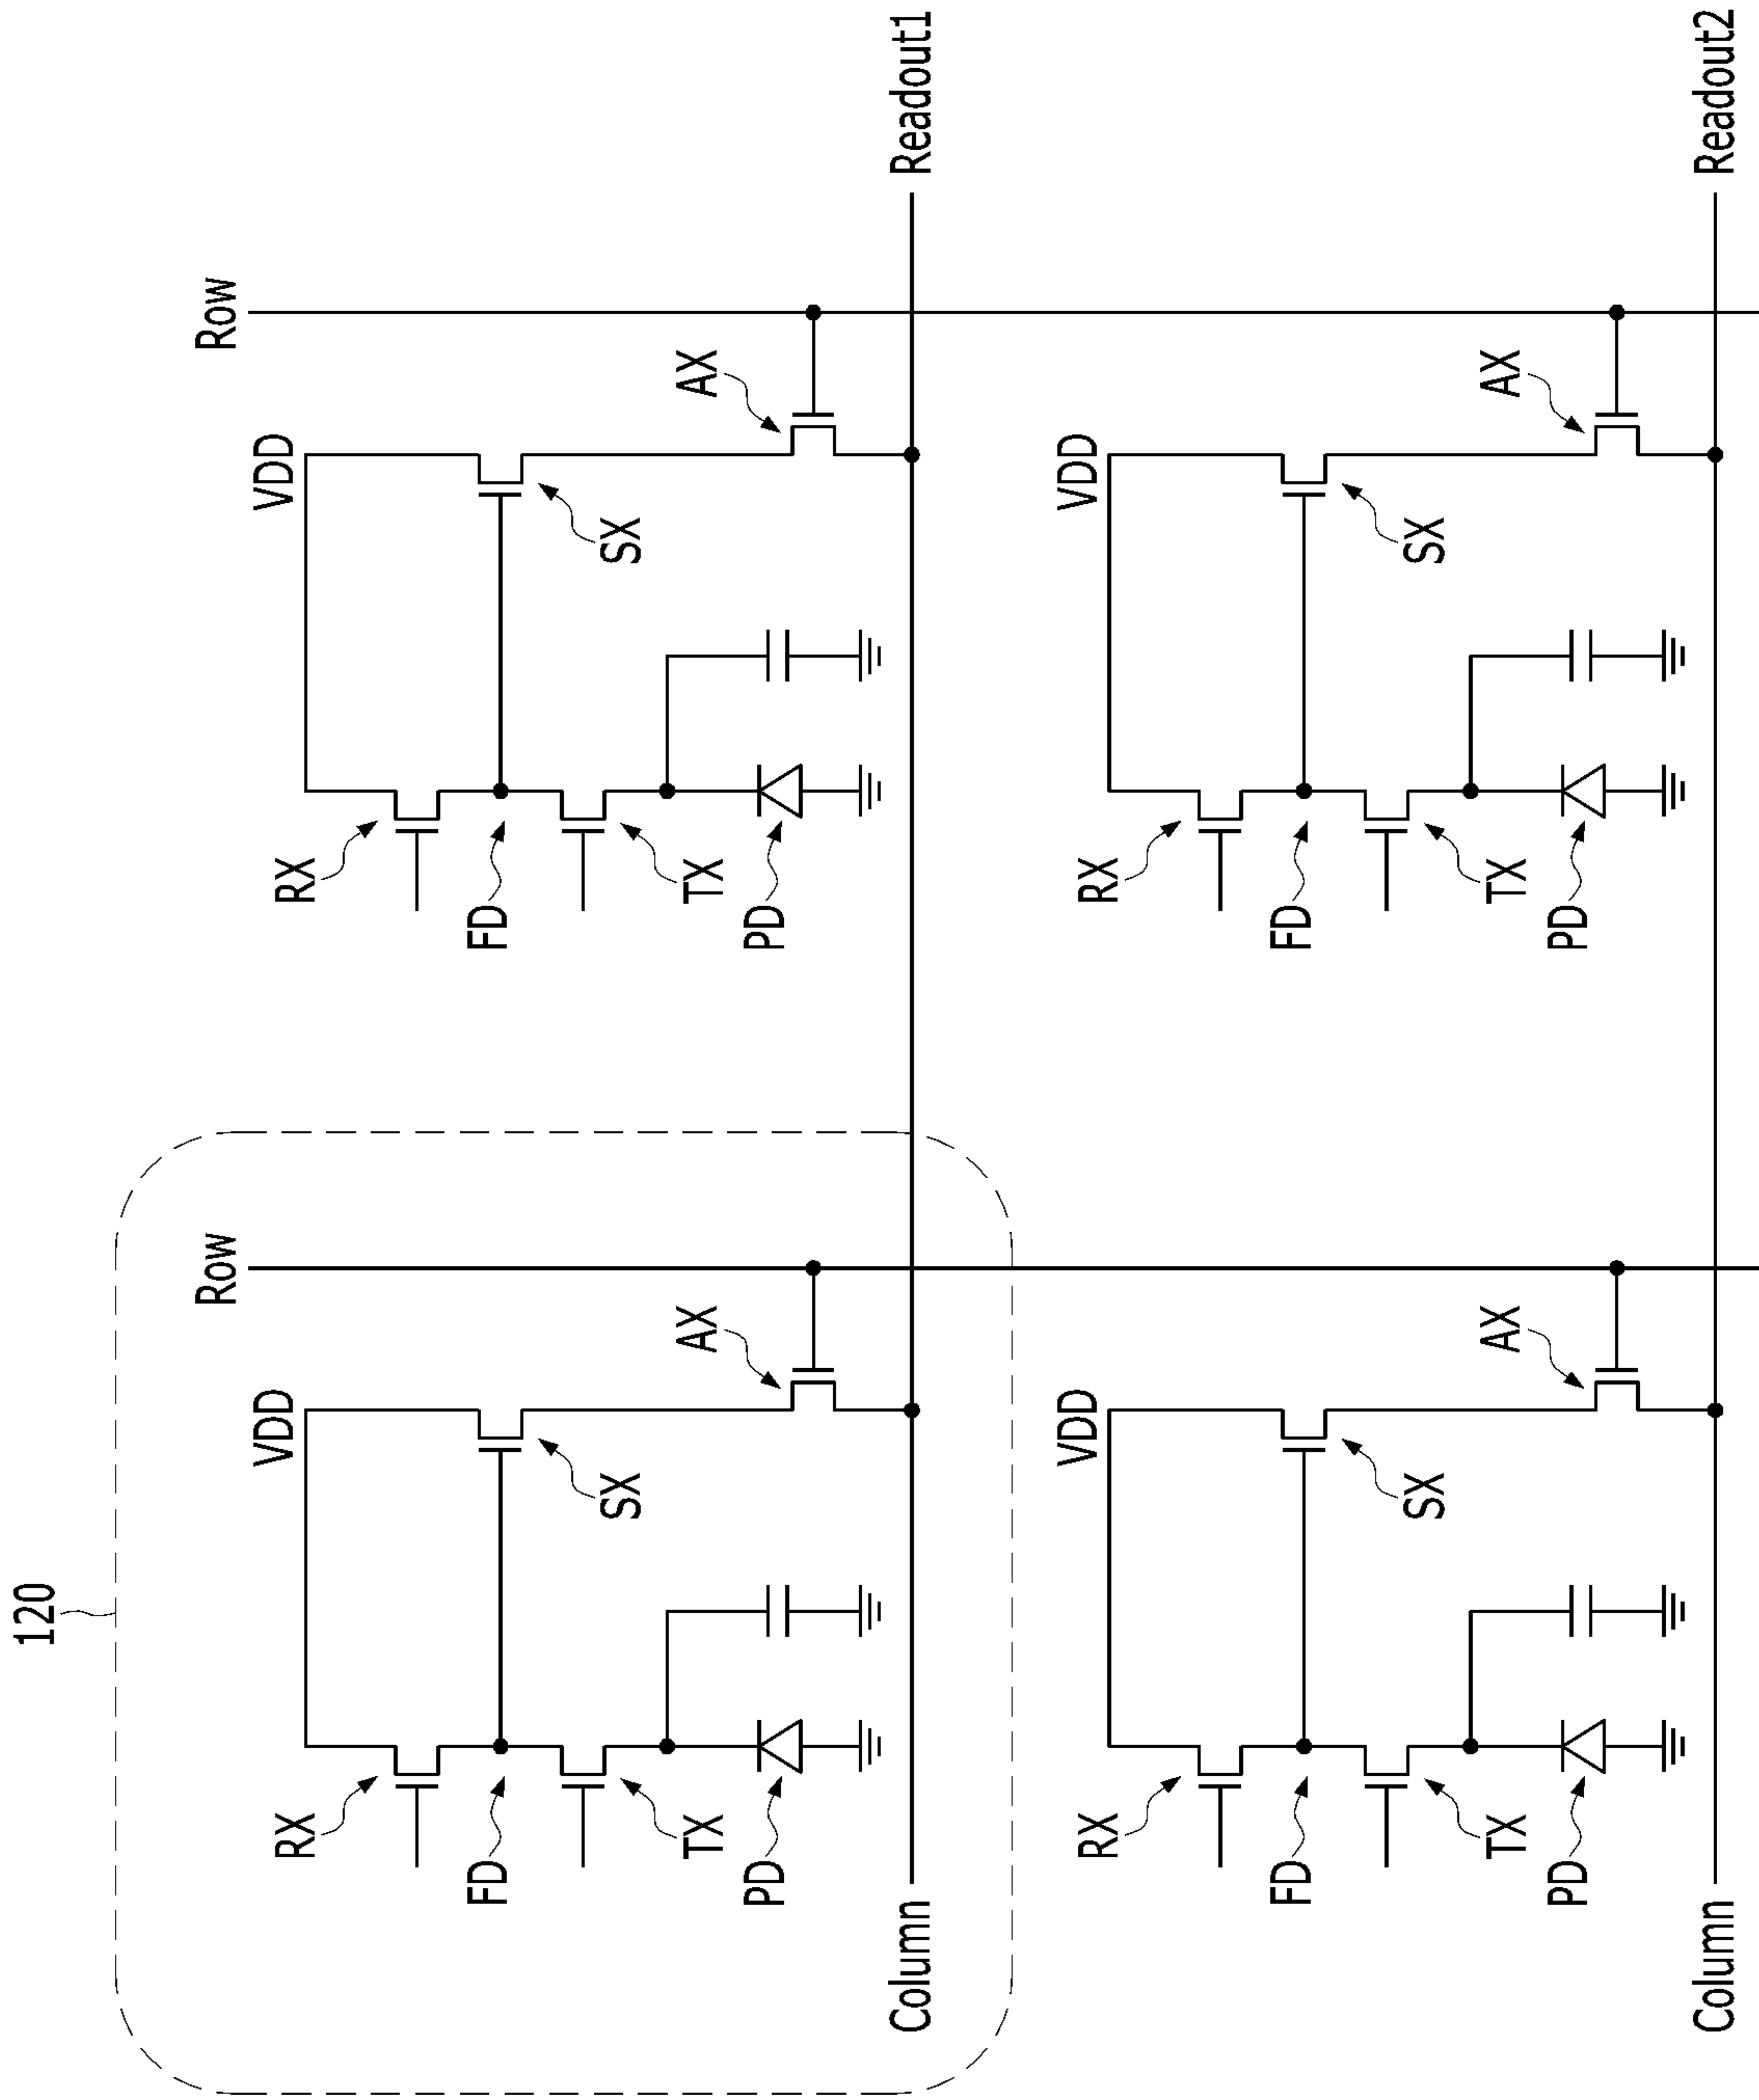 120
Row
VDD
RX
FD
SX
TX
AX
PD
Column
Row
VDD
RX
FD
SX
TX
AX
PD
Readout1
Row
VDD
RX
FD
SX
TX
AX
PD
Column
VDD
RX
FD
SX
TX
AX
PD
Readout2